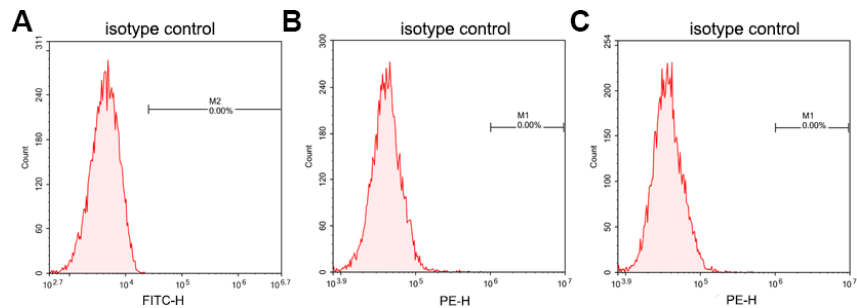 A
isotype control
311
240
180
120
60
0
Count
M2
0.00%
10^2.7
10^4
10^5
10^6
10^6.7
FITC-H
B
isotype control
300
240
180
120
60
0
Count
M1
0.00%
10^3.9
10^5
10^6
10^7
PE-H
C
isotype control
254
200
150
100
50
0
Count
M1
0.00%
10^3.9
10^5
10^6
10^7
PE-H